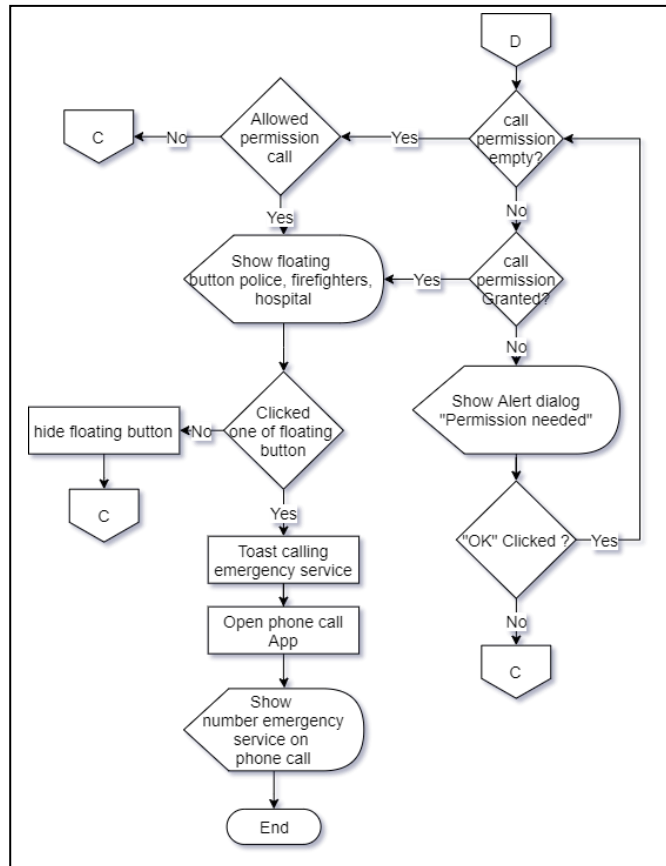 D
call
permission
empty?
Yes
Allowed
permission
call
No
C
Yes
No
Show floating
button police, firefighters,
hospital
Yes
call
permission
Granted?
No
Show Alert dialog
"Permission needed"
Clicked
one of floating
button
No
hide floating button
C
Yes
"OK" Clicked ?
Yes
No
C
Toast calling
emergency service
Open phone call
App
Show
number emergency
service on
phone call
End